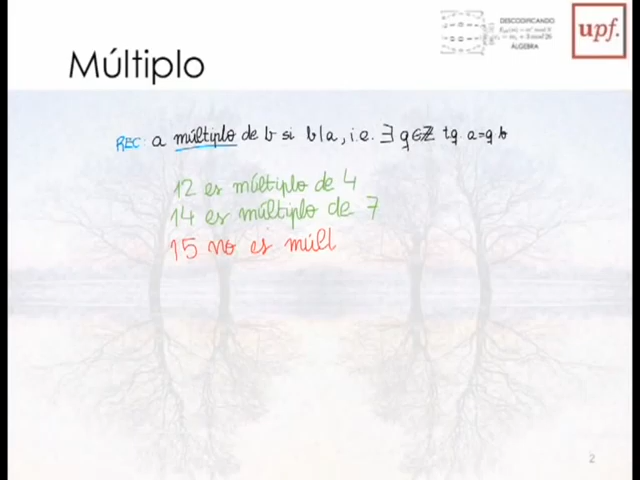 DESCODIFICANDO
ÁLGEBRA
upf.
Múltiplo
REC: a múltiplo de b si b|a, i.e. ∃ q∈ℤ tq. a=q b
12 es múltiplo de 4
14 es múltiplo de 7
15 no es múll
2